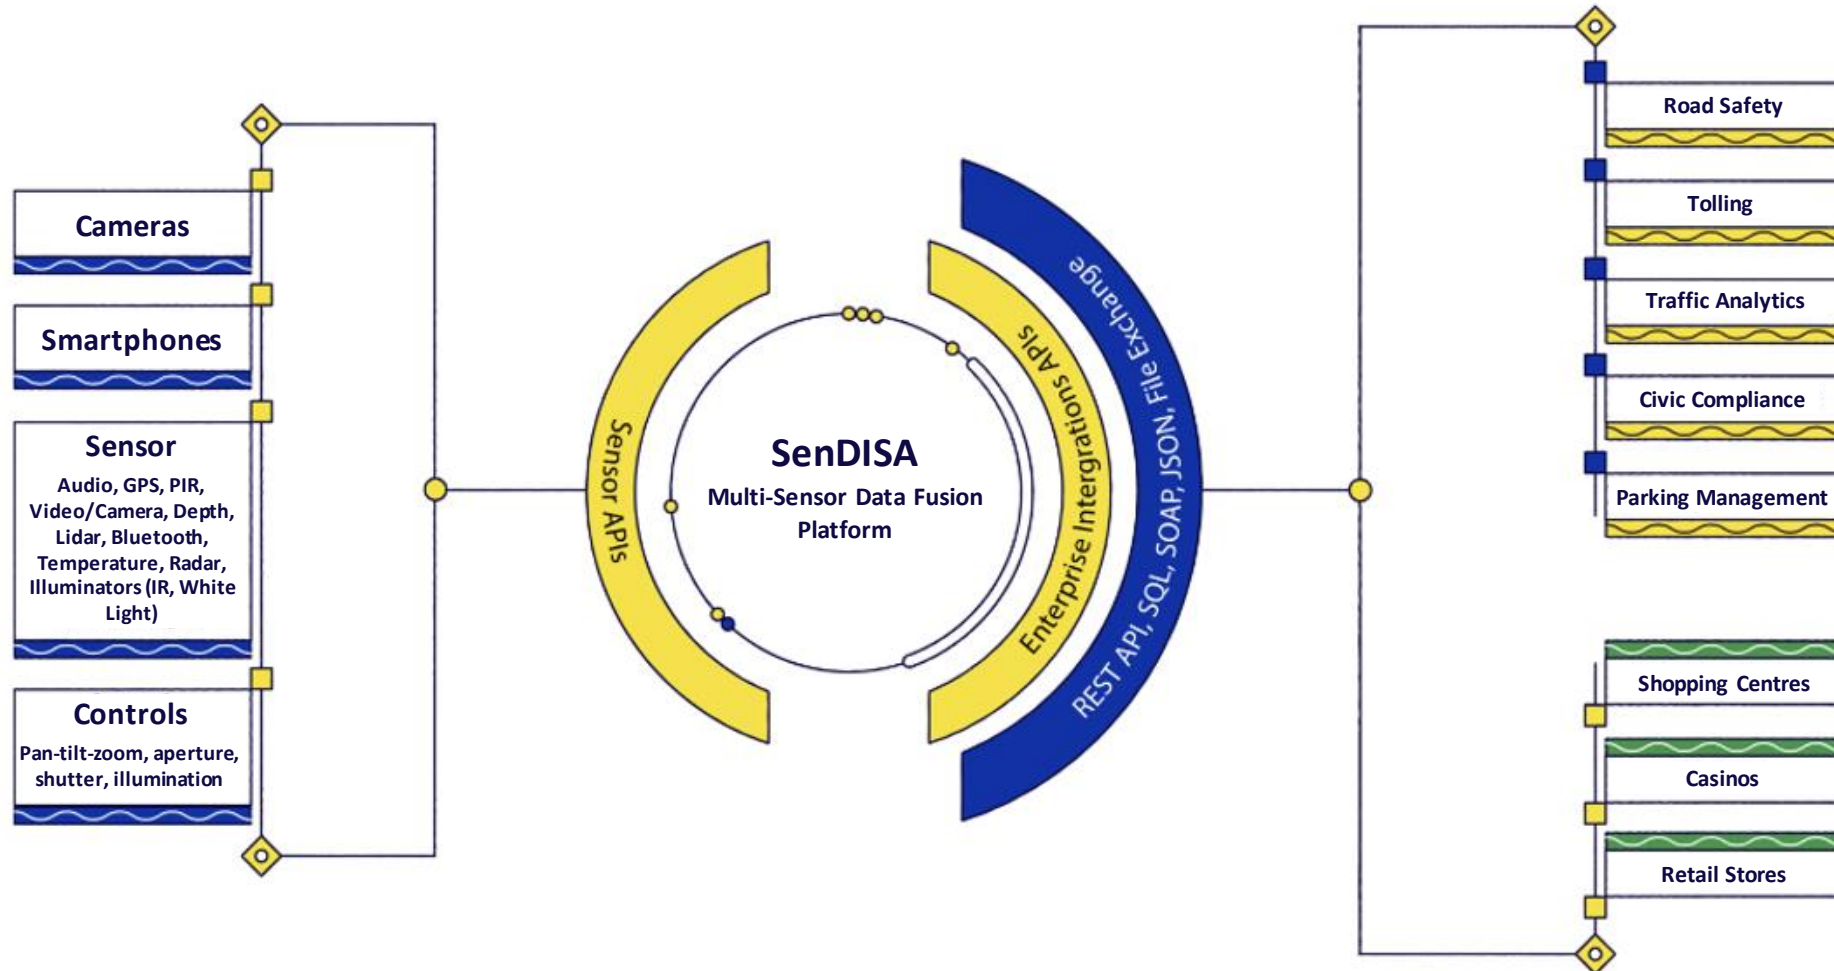 Cameras
Smartphones
Sensor
Audio, GPS, PIR,
Video/Camera, Depth,
Lidar, Bluetooth,
Temperature, Radar,
Illuminators (IR, White
Light)
Controls
Pan-tilt-zoom, aperture,
shutter, illumination
Sensor APIs
SenDISA
Multi-Sensor Data Fusion
Platform
Enterprise Intergrations APIs
REST API, SQL, SOAP, JSON, File Exchange
Road Safety
Tolling
Traffic Analytics
Civic Compliance
Parking Management
Shopping Centres
Casinos
Retail Stores